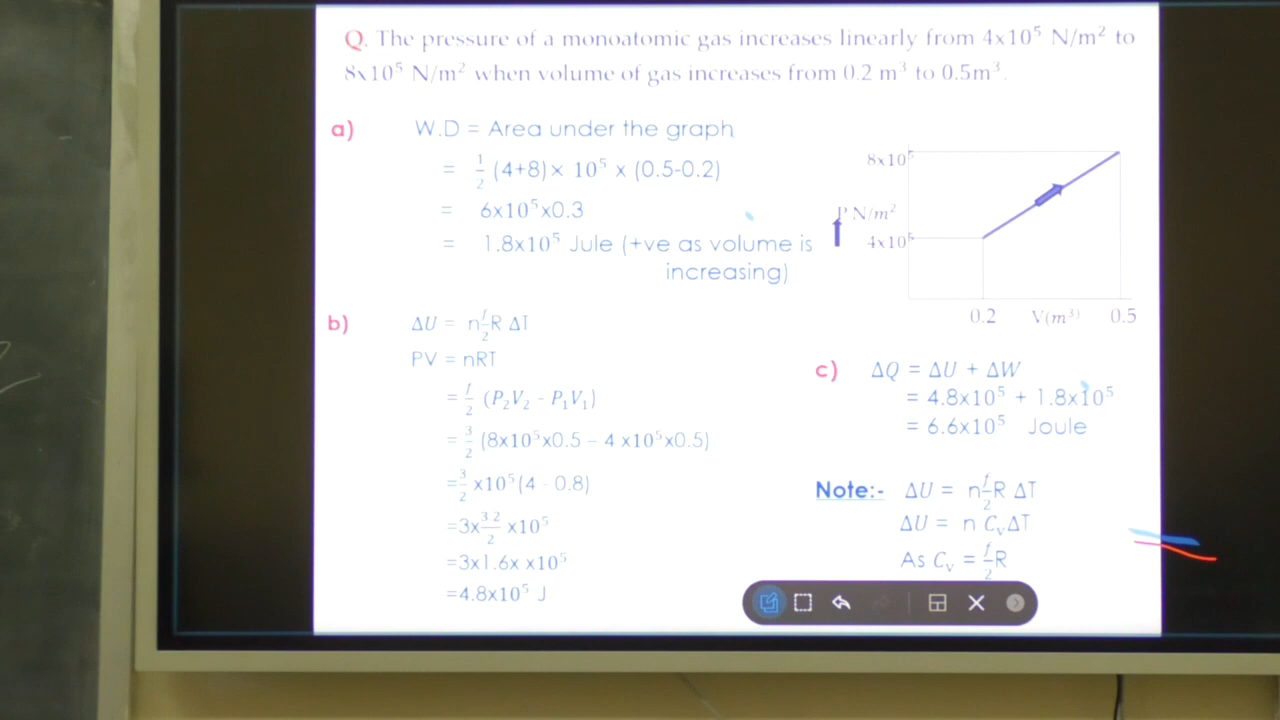 Q. The pressure of a monoatomic gas increases linearly from 4x10⁵ N/m² to
8x10⁵ N/m² when volume of gas increases from 0.2 m³ to 0.5m³.
a) W.D = Area under the graph
= 1/2 (4+8)× 10⁵ x (0.5-0.2)
= 6x10⁵x0.3
= 1.8x10⁵ Jule (+ve as volume is
increasing)
8x10⁵
P N/m²
4x10⁵
0.2 V(m³) 0.5
b) ΔU = n f/2 R ΔT
PV = nRT
= f/2 (P₂V₂ - P₁V₁)
= 3/2 (8x10⁵x0.5 – 4 x10⁵x0.5)
= 3/2 x10⁵(4 - 0.8)
=3x 3.2/2 x10⁵
=3x1.6x x10⁵
=4.8x10⁵ J
c) ΔQ = ΔU + ΔW
= 4.8x10⁵ + 1.8x10⁵
= 6.6x10⁵ Joule
Note:- ΔU = n f/2 R ΔT
ΔU = n Cᵥ ΔT
As Cᵥ = f/2 R